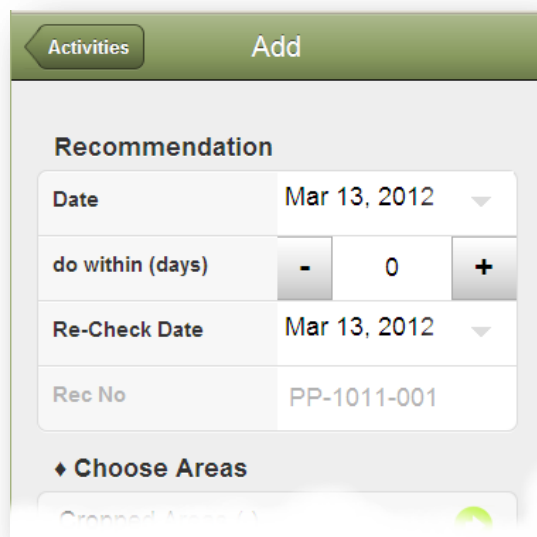 Activities Add
Recommendation
Date Mar 13, 2012
do within (days) - 0 +
Re-Check Date Mar 13, 2012
Rec No PP-1011-001
♦ Choose Areas